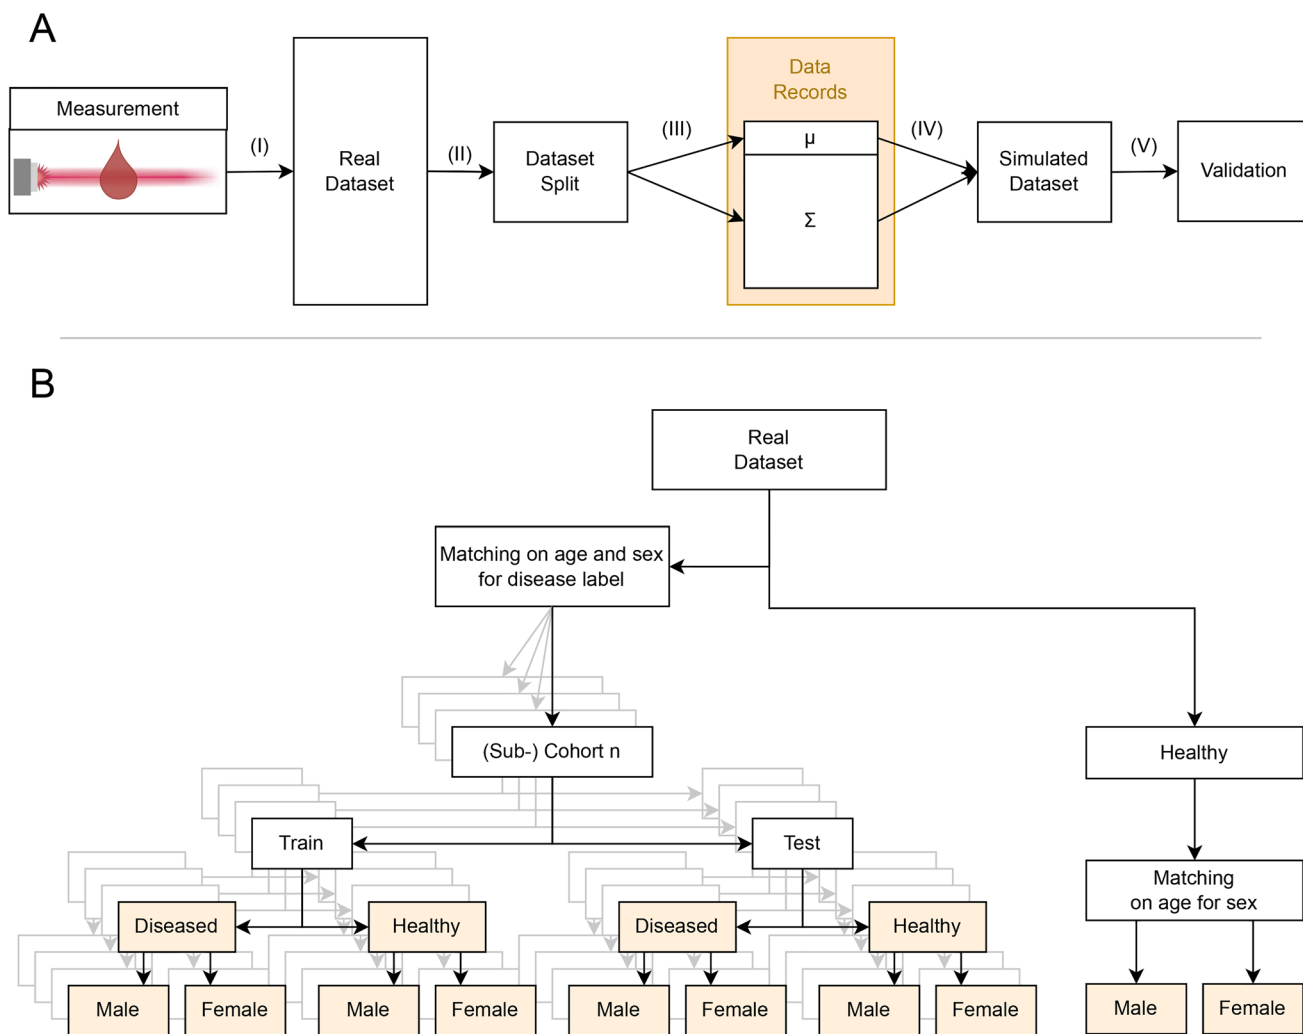 A
Measurement
(I)
Real
Dataset
(II)
Dataset
Split
(III)
Data
Records
μ
Σ
(IV)
Simulated
Dataset
(V)
Validation
B
Real
Dataset
Matching on age and sex
for disease label
(Sub-) Cohort n
Healthy
Train
Test
Matching
on age for sex
Diseased
Healthy
Diseased
Healthy
Male
Female
Male
Female
Male
Female
Male
Female
Male
Female